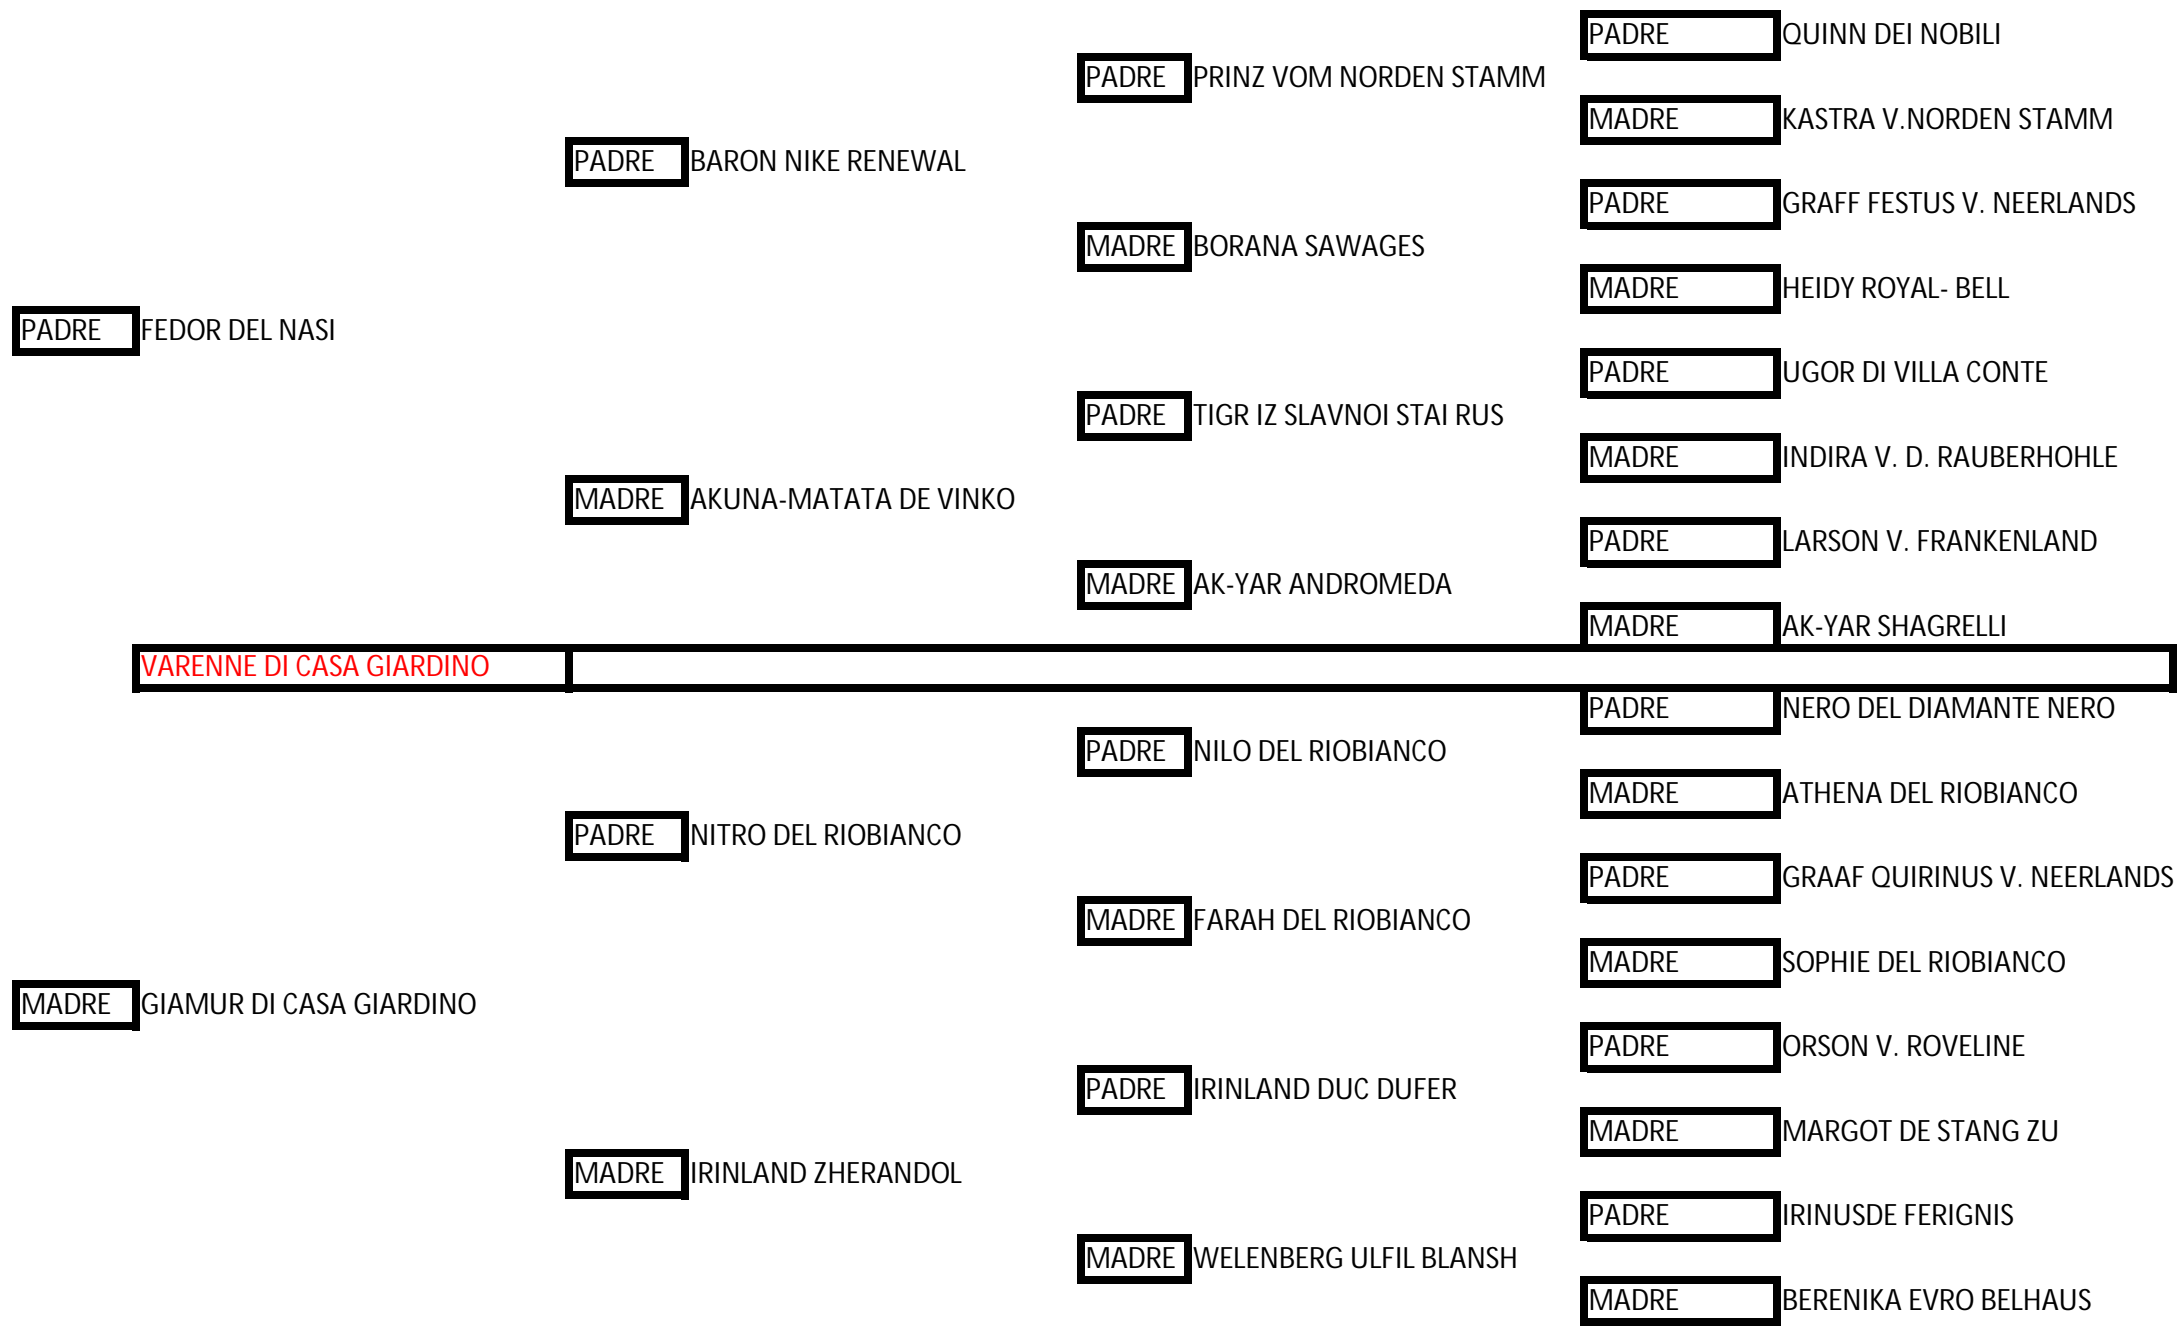 PADRE QUINN DEI NOBILI
PADRE PRINZ VOM NORDEN STAMM
MADRE KASTRA V.NORDEN STAMM
PADRE BARON NIKE RENEWAL
PADRE GRAFF FESTUS V. NEERLANDS
MADRE BORANA SAWAGES
MADRE HEIDY ROYAL- BELL
PADRE FEDOR DEL NASI
PADRE UGOR DI VILLA CONTE
PADRE TIGR IZ SLAVNOI STAI RUS
MADRE INDIRA V. D. RAUBERHOHLE
MADRE AKUNA-MATATA DE VINKO
PADRE LARSON V. FRANKENLAND
MADRE AK-YAR ANDROMEDA
MADRE AK-YAR SHAGRELLI
VARENNE DI CASA GIARDINO
PADRE NERO DEL DIAMANTE NERO
PADRE NILO DEL RIOBIANCO
MADRE ATHENA DEL RIOBIANCO
PADRE NITRO DEL RIOBIANCO
PADRE GRAAF QUIRINUS V. NEERLANDS
MADRE FARAH DEL RIOBIANCO
MADRE SOPHIE DEL RIOBIANCO
MADRE GIAMUR DI CASA GIARDINO
PADRE ORSON V. ROVELINE
PADRE IRINLAND DUC DUFER
MADRE MARGOT DE STANG ZU
MADRE IRINLAND ZHERANDOL
PADRE IRINUSDE FERIGNIS
MADRE WELENBERG ULFIL BLANSH
MADRE BERENIKA EVRO BELHAUS